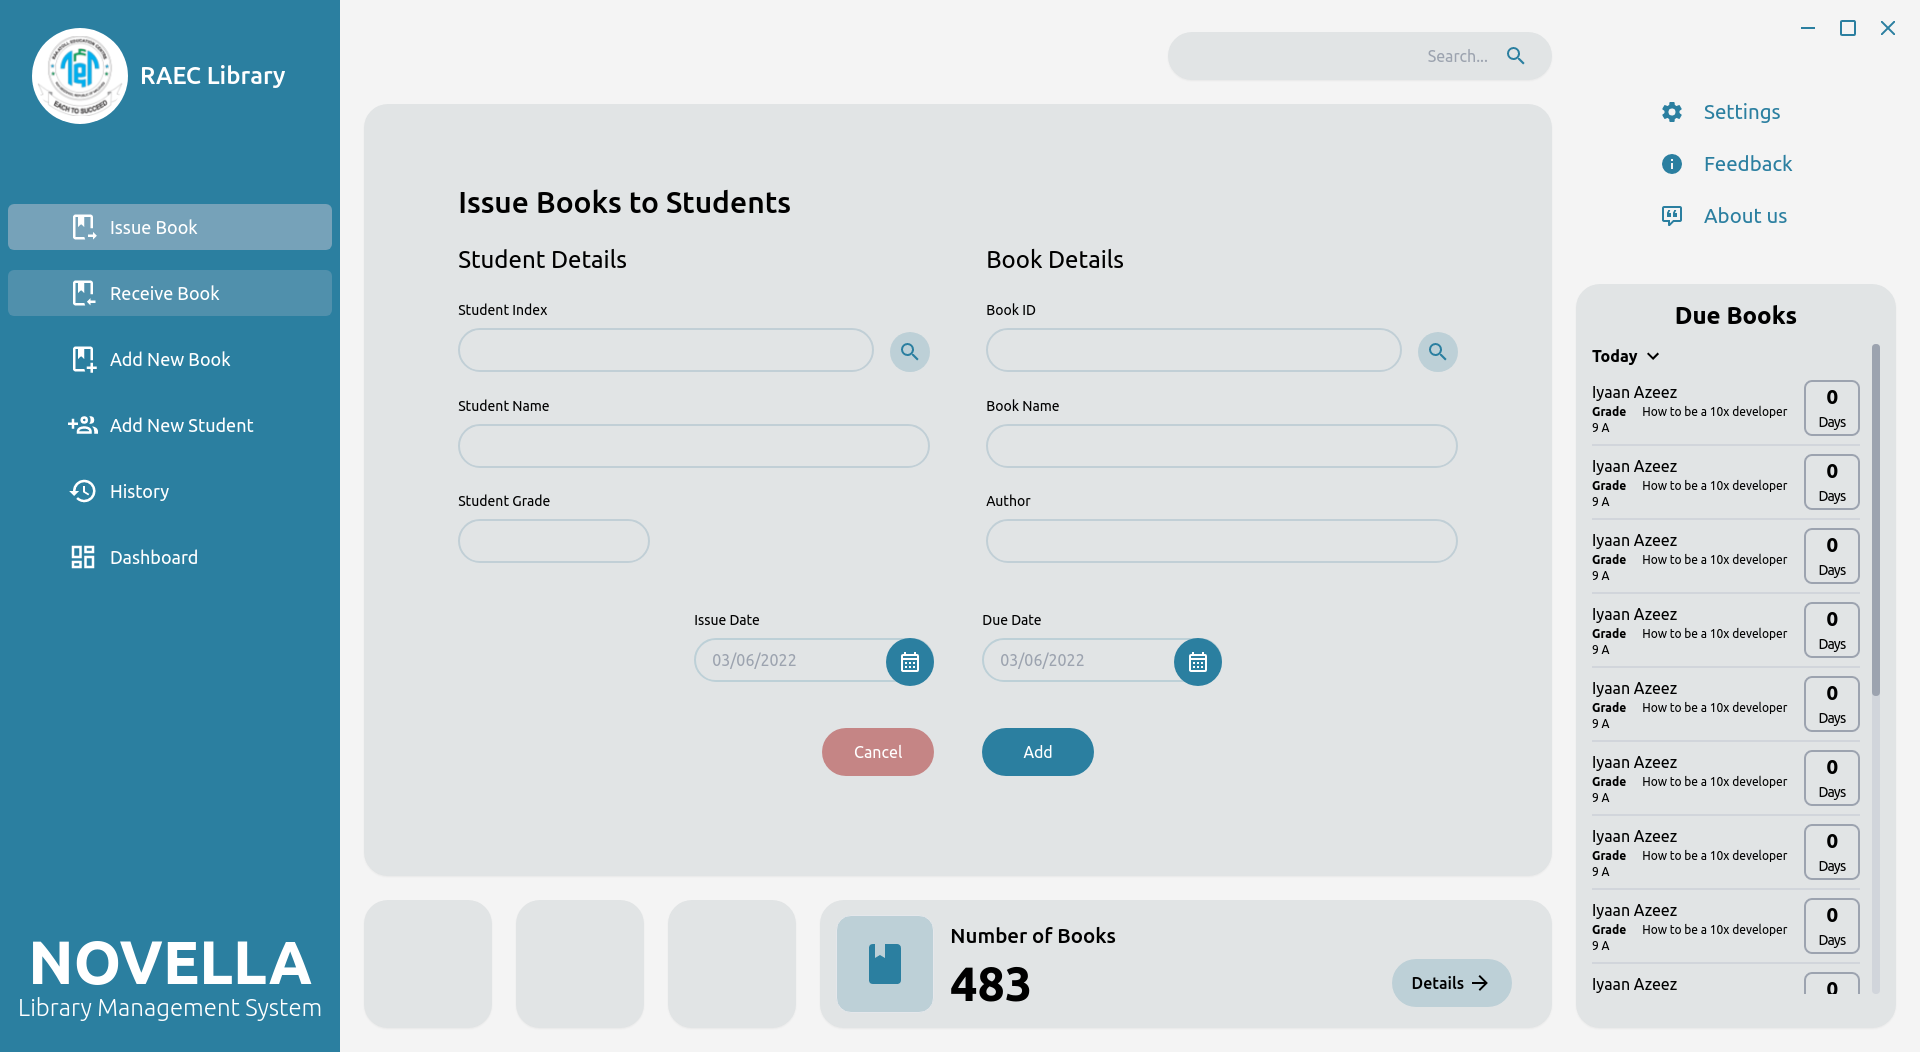 RAEC Library
EACH TO SUCCEED
Issue Book
Receive Book
Add New Book
Add New Student
History
Dashboard
NOVELLA
Library Management System
Search...
Issue Books to Students
Student Details
Student Index
Student Name
Student Grade
Book Details
Book ID
Book Name
Author
Issue Date
03/06/2022
Due Date
03/06/2022
Cancel
Add
Number of Books
483
Details
Settings
Feedback
About us
Due Books
Today
Iyaan Azeez
Grade How to be a 10x developer
9 A
0
Days
Iyaan Azeez
Grade How to be a 10x developer
9 A
0
Days
Iyaan Azeez
Grade How to be a 10x developer
9 A
0
Days
Iyaan Azeez
Grade How to be a 10x developer
9 A
0
Days
Iyaan Azeez
Grade How to be a 10x developer
9 A
0
Days
Iyaan Azeez
Grade How to be a 10x developer
9 A
0
Days
Iyaan Azeez
Grade How to be a 10x developer
9 A
0
Days
Iyaan Azeez
Grade How to be a 10x developer
9 A
0
Days
Iyaan Azeez
0